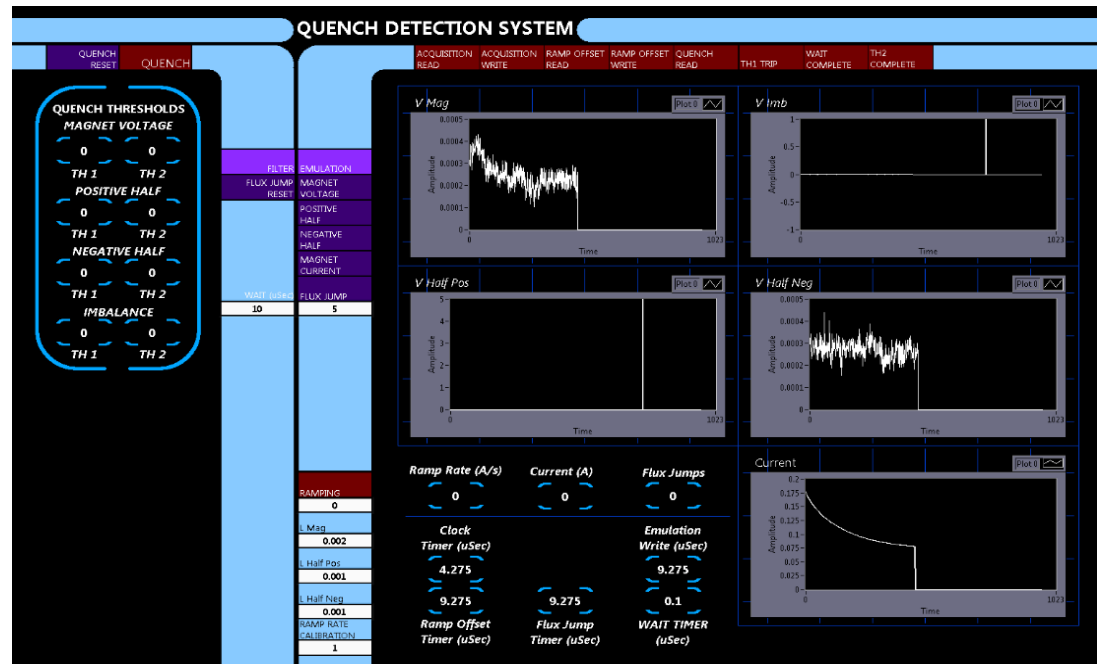 QUENCH DETECTION SYSTEM
QUENCH
RESET
QUENCH
ACQUISITION
READ
ACQUISITION
WRITE
RAMP OFFSET
READ
RAMP OFFSET
WRITE
QUENCH
READ
TH1 TRIP
WAIT
COMPLETE
TH2
COMPLETE
QUENCH THRESHOLDS
MAGNET VOLTAGE
0 0
TH 1 TH 2
POSITIVE HALF
0 0
TH 1 TH 2
NEGATIVE HALF
0 0
TH 1 TH 2
IMBALANCE
0 0
TH 1 TH 2
FILTER
FLUX JUMP
RESET
WAIT (uSec)
10
EMULATION
MAGNET
VOLTAGE
POSITIVE
HALF
NEGATIVE
HALF
MAGNET
CURRENT
FLUX JUMP
5
RAMPING
0
L Mag
0.002
L Half Pos
0.001
L Half Neg
0.001
RAMP RATE
CALIBRATION
1
V Mag
Plot 0
Amplitude
0.0005
0.0004
0.0003
0.0002
0.0001
0
0 1023
Time
V Imb
Plot 0
Amplitude
1
0.5
0
-0.5
-1
0 1023
Time
V Half Pos
Plot 0
Amplitude
5
4
3
2
1
0
0 1023
Time
V Half Neg
Plot 0
Amplitude
0.0005
0.0004
0.0003
0.0002
0.0001
0
0 1023
Time
Ramp Rate (A/s)
0
Current (A)
0
Flux Jumps
0
Clock
Timer (uSec)
4.275
Emulation
Write (uSec)
9.275
9.275
Ramp Offset
Timer (uSec)
9.275
Flux Jump
Timer (uSec)
0.1
WAIT TIMER
(uSec)
Current
Plot 0
Amplitude
0.2
0.175
0.15
0.125
0.1
0.075
0.05
0.025
0
0 1023
Time